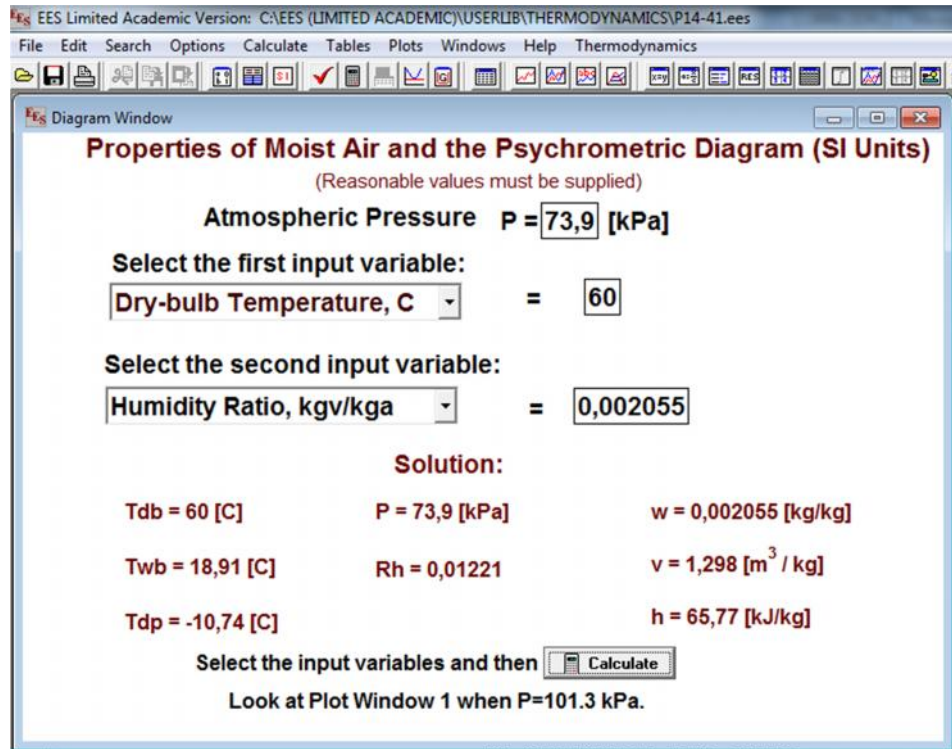 EES Limited Academic Version: C:\EES (LIMITED ACADEMIC)\USERLIB\THERMODYNAMICS\P14-41.ees
File Edit Search Options Calculate Tables Plots Windows Help Thermodynamics
Diagram Window
Properties of Moist Air and the Psychrometric Diagram (SI Units)
(Reasonable values must be supplied)
Atmospheric Pressure P = 73,9 [kPa]
Select the first input variable:
Dry-bulb Temperature, C = 60
Select the second input variable:
Humidity Ratio, kgv/kga = 0,002055
Solution:
Tdb = 60 [C] P = 73,9 [kPa] w = 0,002055 [kg/kg]
Twb = 18,91 [C] Rh = 0,01221 v = 1,298 [m³ / kg]
Tdp = -10,74 [C] h = 65,77 [kJ/kg]
Select the input variables and then Calculate
Look at Plot Window 1 when P=101.3 kPa.